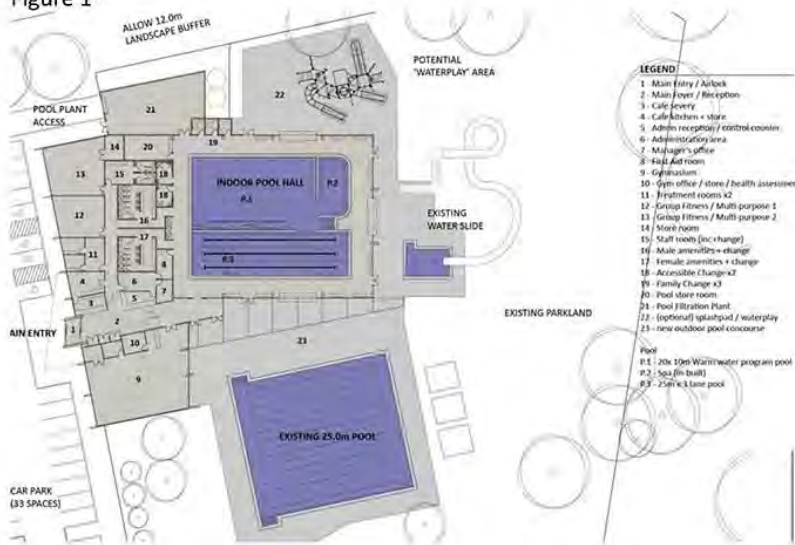 Figure 1
ALLOW 12.0m
LANDSCAPE BUFFER
POTENTIAL
'WATERPLAY' AREA
POOL PLANT
ACCESS
21
22
19
14
20
13
15
18
18
12
16
17
11
4
6
8
3
5
7
1
2
10
9
23
INDOOR POOL HALL
P.1
P.2
P.3
EXISTING
WATER SLIDE
AIN ENTRY
EXISTING PARKLAND
EXISTING 25.0m POOL
CAR PARK
(33 SPACES)
LEGEND
1 - Main Entry / Airlock
2 - Main Foyer / Reception
3 - Cafe servery
4 - Cafe kitchen + store
5 - Admin reception / control counter
6 - Administration area
7 - Manager's office
8 - First Aid room
9 - Gymnasium
10 - Gym office / store / health assessment
11 - Treatment rooms x2
12 - Group Fitness / Multi-purpose 1
13 - Group Fitness / Multi-purpose 2
14 - Store room
15 - Staff room (inc change)
16 - Male amenities + change
17 - Female amenities + change
18 - Accessible Change x2
19 - Family Change x3
20 - Pool store room
21 - Pool Filtration Plant
22 - (optional) splashpad / waterplay
23 - new outdoor pool concourse
Pool
P.1 - 20x 10m Warm water program pool
P.2 - Spa (in-built)
P.3 - 25m x 3 lane pool